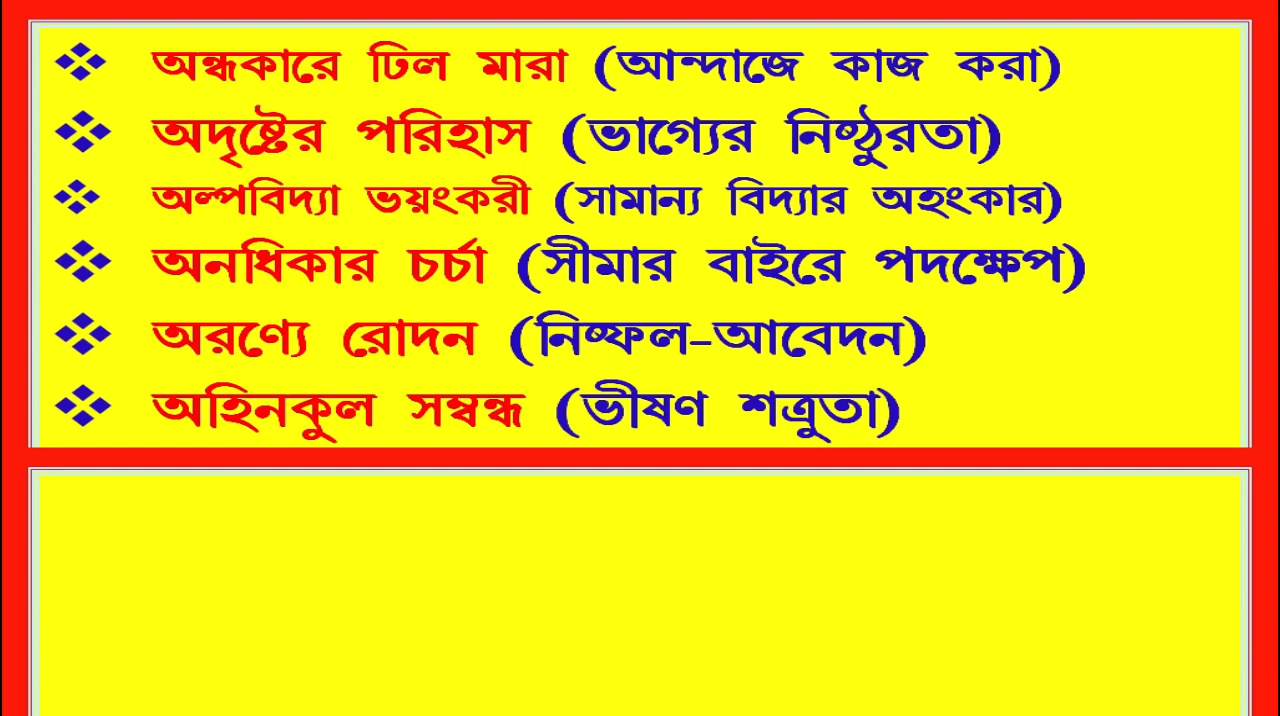 ❖ অন্ধকারে ঢিল মারা (আন্দাজে কাজ করা)
❖ অদৃষ্টের পরিহাস (ভাগ্যের নিষ্ঠুরতা)
❖ অল্পবিদ্যা ভয়ংকরী (সামান্য বিদ্যার অহংকার)
❖ অনধিকার চর্চা (সীমার বাইরে পদক্ষেপ)
❖ অরণ্যে রোদন (নিষ্ফল-আবেদন)
❖ অহিনকুল সম্বন্ধ (ভীষণ শত্রুতা)